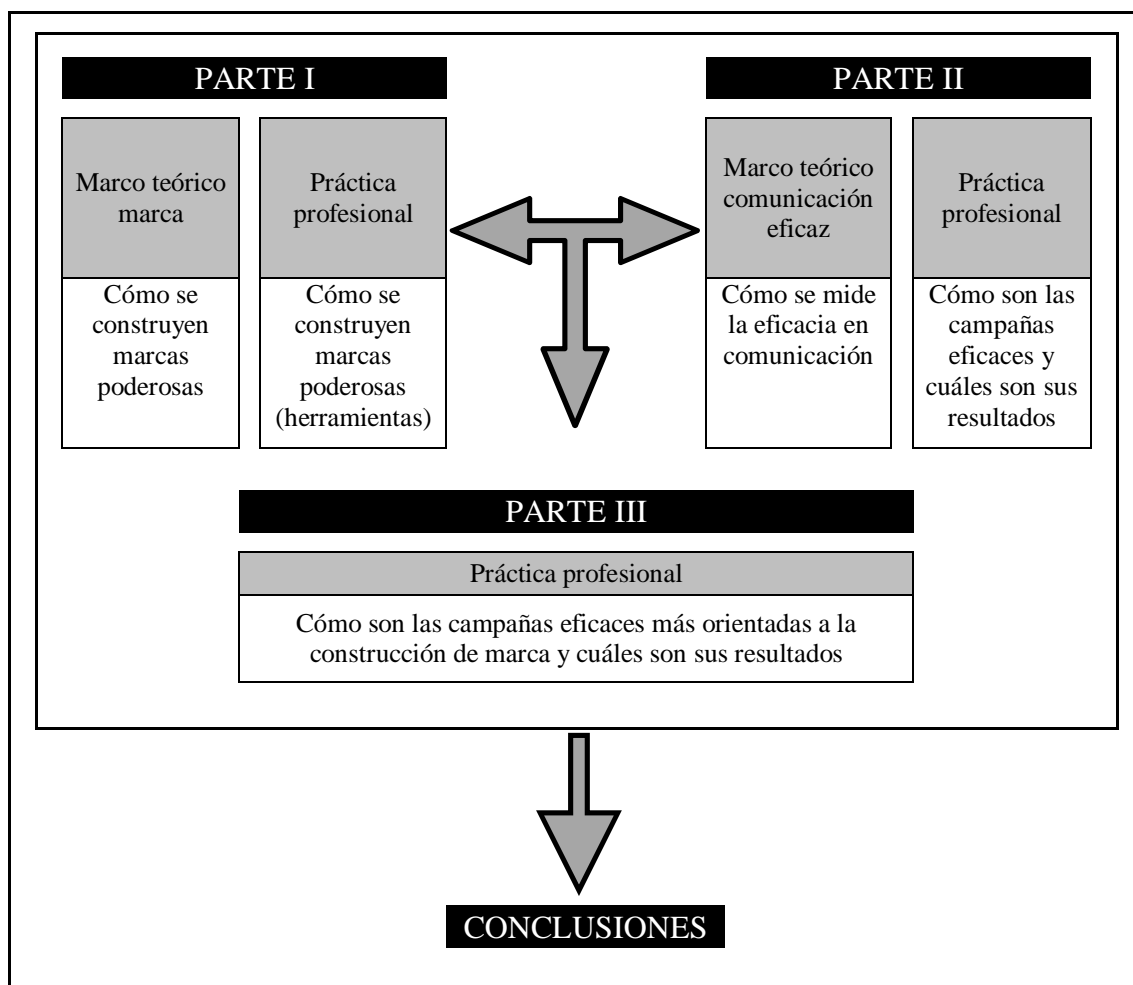 PARTE I
Marco teórico
marca
Cómo se
construyen
marcas
poderosas
Práctica
profesional
Cómo se
construyen
marcas
poderosas
(herramientas)
PARTE II
Marco teórico
comunicación
eficaz
Cómo se mide
la eficacia en
comunicación
Práctica
profesional
Cómo son las
campañas
eficaces y
cuáles son sus
resultados
PARTE III
Práctica profesional
Cómo son las campañas eficaces más orientadas a la
construcción de marca y cuáles son sus resultados
CONCLUSIONES